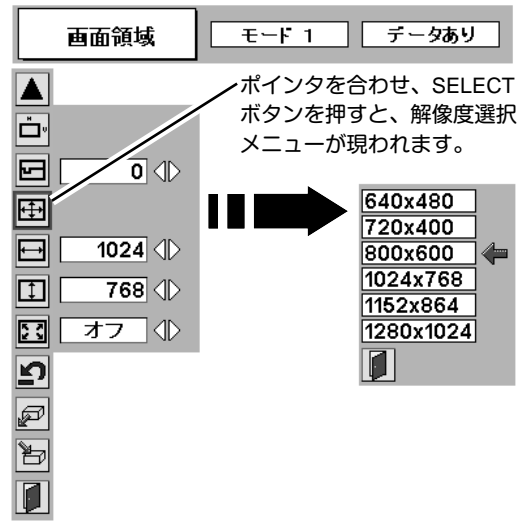 画面領域
モード 1
データあり
ポインタを合わせ、SELECT
ボタンを押すと、解像度選択
メニューが現われます。
H
V
0
1024
768
オフ
640x480
720x400
800x600
1024x768
1152x864
1280x1024